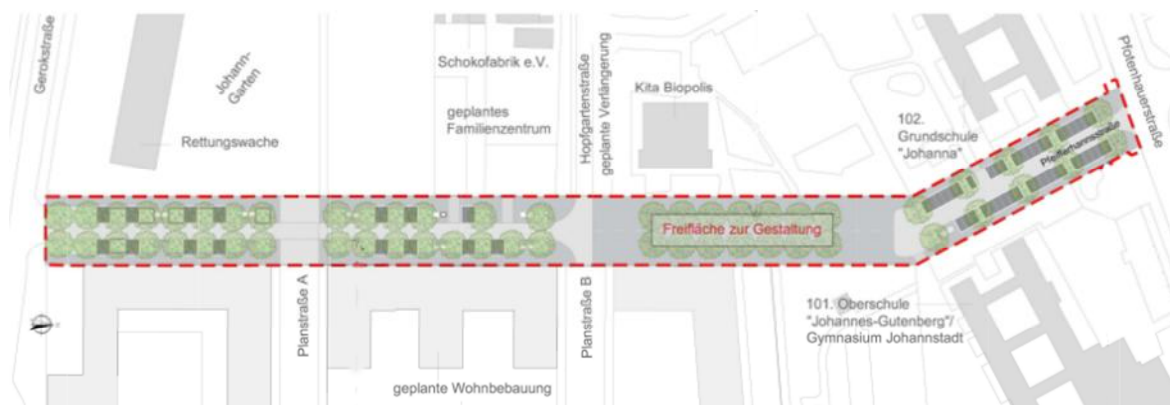 Gerokstraße
Johann-
Garten
Rettungswache
Schokofabrik e.V.
geplantes
Familienzentrum
Hopfgartenstraße
geplante Verlängerung
Kita Biopolis
102.
Grundschule
"Johanna"
Pfeifferhannsstraße
Pfotenhauerstraße
Freifläche zur Gestaltung
Planstraße A
Planstraße B
geplante Wohnbebauung
101. Oberschule
"Johannes-Gutenberg"/
Gymnasium Johannstadt